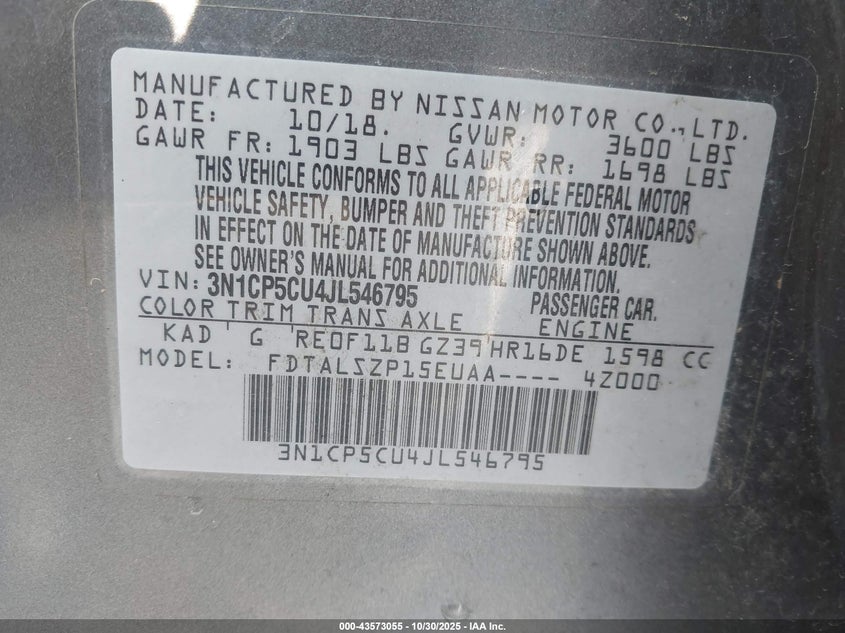 MANUFACTURED BY NISSAN MOTOR CO., LTD.
DATE: 10/18. GVWR: 3600 LBS
GAWR FR: 1903 LBS GAWR RR: 1698 LBS
THIS VEHICLE CONFORMS TO ALL APPLICABLE FEDERAL MOTOR
VEHICLE SAFETY, BUMPER AND THEFT PREVENTION STANDARDS
IN EFFECT ON THE DATE OF MANUFACTURE SHOWN ABOVE.
SEE OWNER'S MANUAL FOR ADDITIONAL INFORMATION.
VIN: 3N1CP5CU4JL546795 PASSENGER CAR.
COLOR TRIM TRANS AXLE ENGINE
KAD ' G 'RE0F11B GZ39'HR16DE 1598 CC
MODEL: FDTALSZP15EUAA---- 4Z000
3N1CP5CU4JL546795
000-43573055 - 10/30/2025 - IAA Inc.